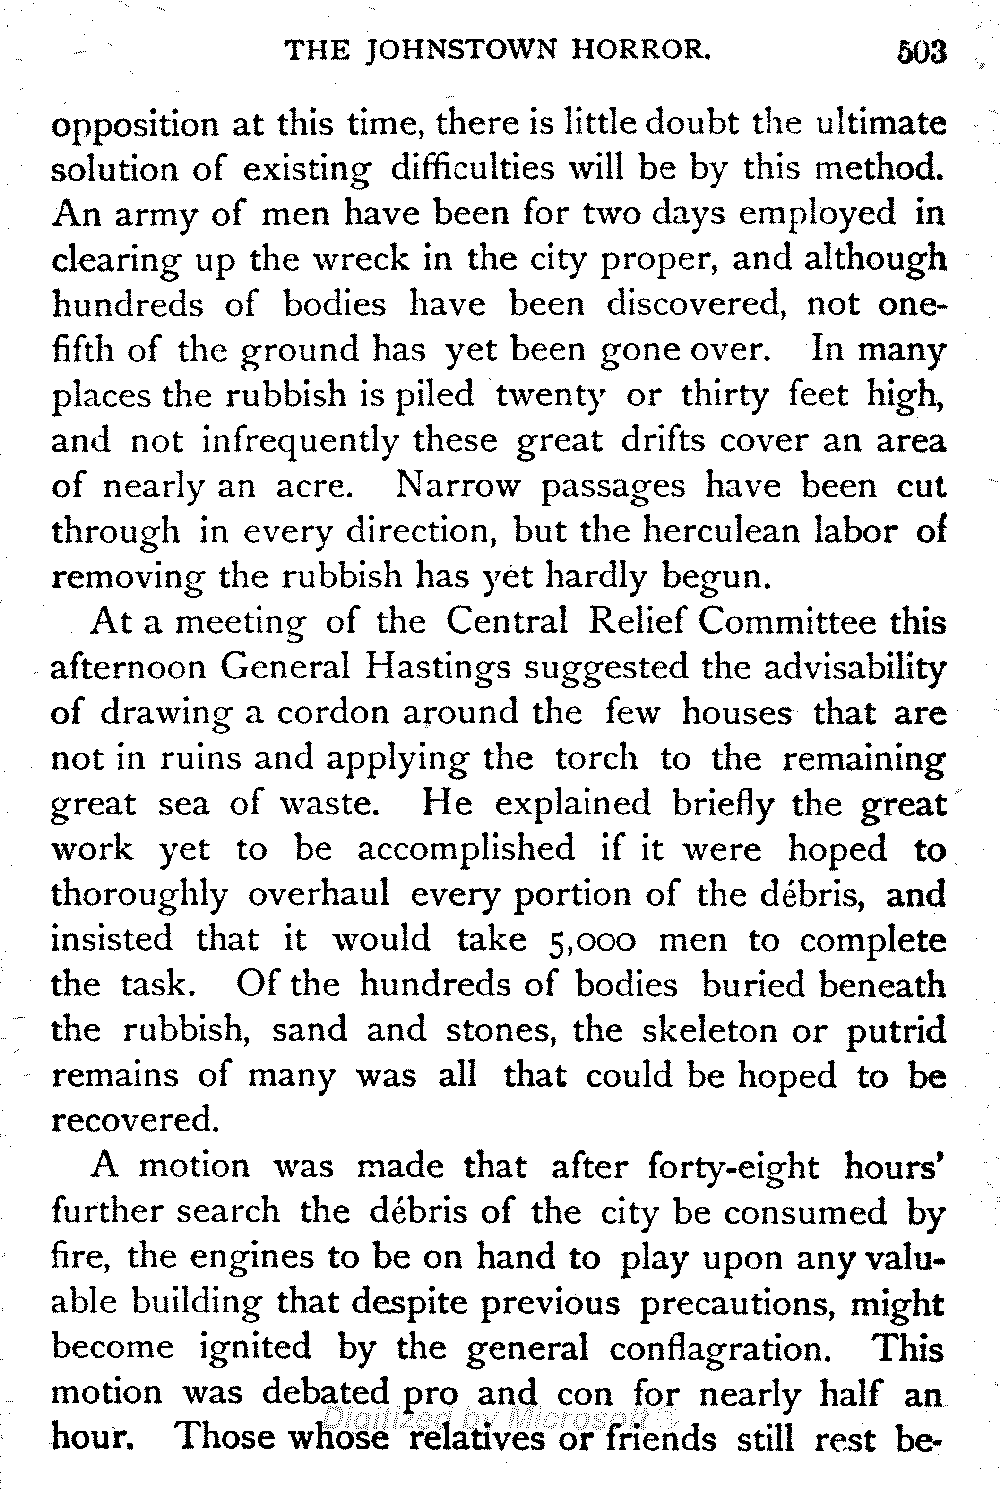 THE JOHNSTOWN HORROR. 503
opposition at this time, there is little doubt the ultimate
solution of existing difficulties will be by this method.
An army of men have been for two days employed in
clearing up the wreck in the city proper, and although
hundreds of bodies have been discovered, not one-
fifth of the ground has yet been gone over. In many
places the rubbish is piled twenty or thirty feet high,
and not infrequently these great drifts cover an area
of nearly an acre. Narrow passages have been cut
through in every direction, but the herculean labor of
removing the rubbish has yet hardly begun.
At a meeting of the Central Relief Committee this
afternoon General Hastings suggested the advisability
of drawing a cordon around the few houses that are
not in ruins and applying the torch to the remaining
great sea of waste. He explained briefly the great
work yet to be accomplished if it were hoped to
thoroughly overhaul every portion of the débris, and
insisted that it would take 5,000 men to complete
the task. Of the hundreds of bodies buried beneath
the rubbish, sand and stones, the skeleton or putrid
remains of many was all that could be hoped to be
recovered.
A motion was made that after forty-eight hours'
further search the débris of the city be consumed by
fire, the engines to be on hand to play upon any valu-
able building that despite previous precautions, might
become ignited by the general conflagration. This
motion was debated pro and con for nearly half an
hour. Those whose relatives or friends still rest be-
Digitized by Microsoft ®